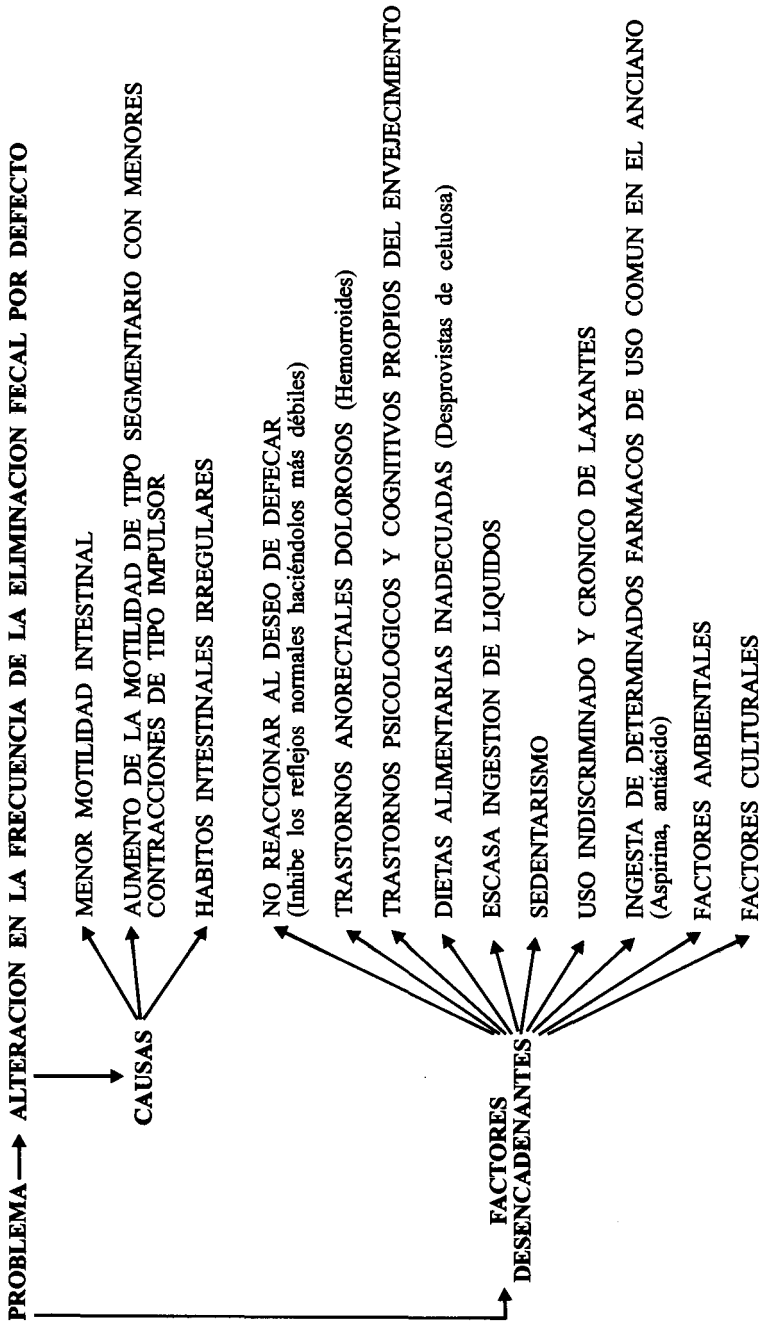 PROBLEMA ALTERACION EN LA FRECUENCIA DE LA ELIMINACION FECAL POR DEFECTO
CAUSAS
MENOR MOTILIDAD INTESTINAL
AUMENTO DE LA MOTILIDAD DE TIPO SEGMENTARIO CON MENORES
CONTRACCIONES DE TIPO IMPULSOR
HABITOS INTESTINALES IRREGULARES
FACTORES
DESENCADENANTES
NO REACCIONAR AL DESEO DE DEFECAR
(Inhibe los reflejos normales haciéndolos más débiles)
TRASTORNOS ANORECTALES DOLOROSOS (Hemorroides)
TRASTORNOS PSICOLOGICOS Y COGNITIVOS PROPIOS DEL ENVEJECIMIENTO
DIETAS ALIMENTARIAS INADECUADAS (Desprovistas de celulosa)
ESCASA INGESTION DE LIQUIDOS
SEDENTARISMO
USO INDISCRIMINADO Y CRONICO DE LAXANTES
INGESTA DE DETERMINADOS FARMACOS DE USO COMUN EN EL ANCIANO
(Aspirina, antiácido)
FACTORES AMBIENTALES
FACTORES CULTURALES